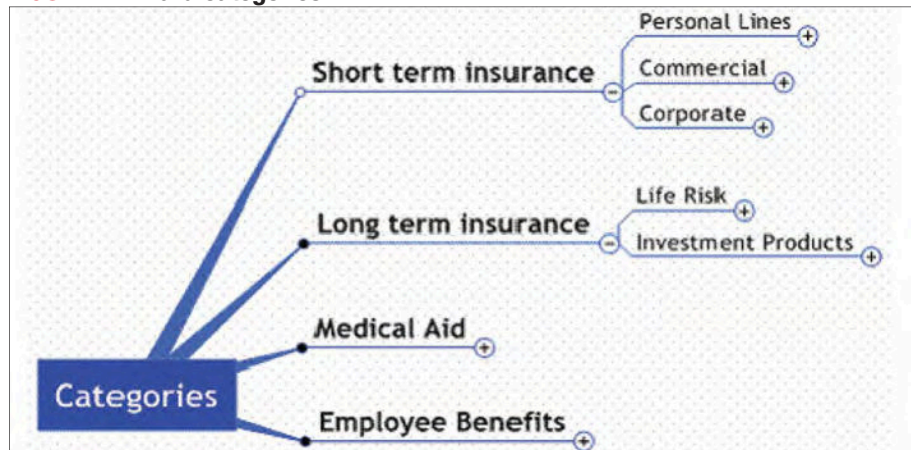 Personal Lines
Short term insurance
Commercial
Corporate
Life Risk
Long term insurance
Investment Products
Medical Aid
Categories
Employee Benefits